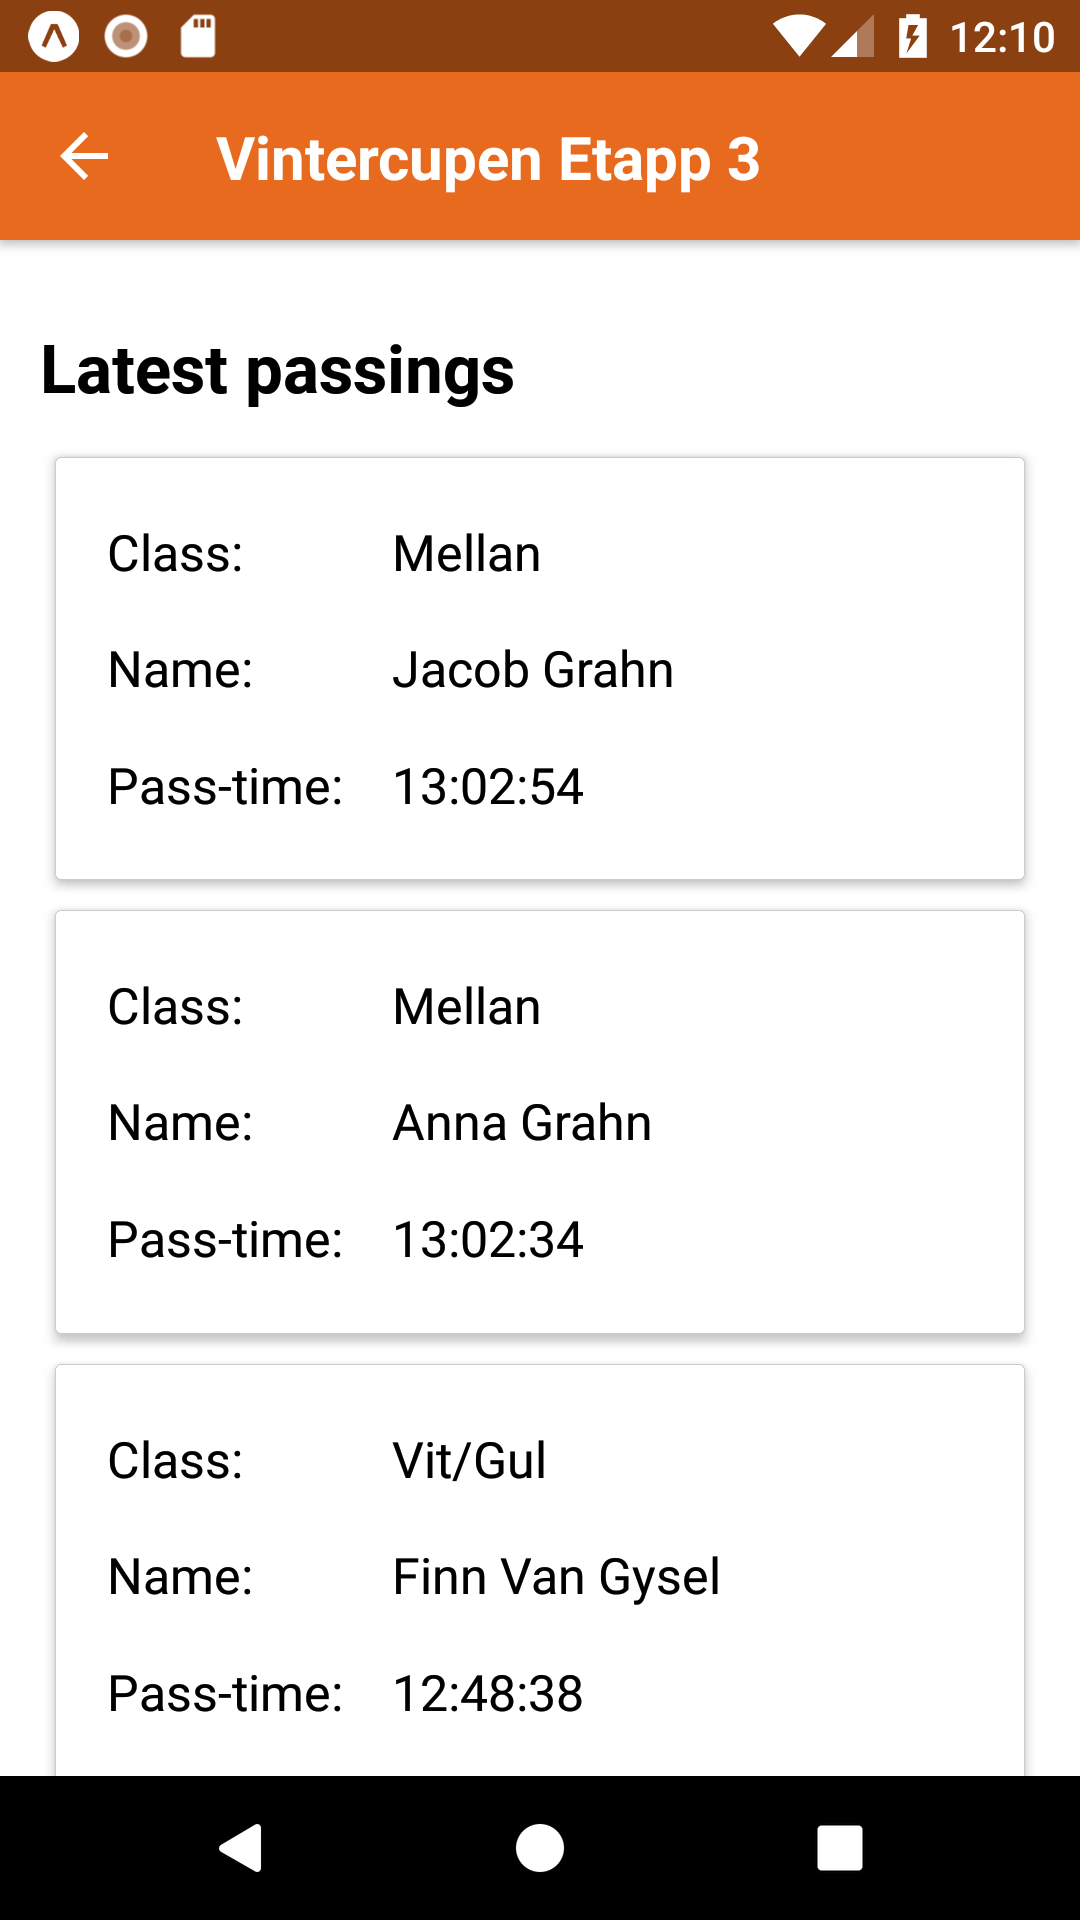 12:10
Vintercupen Etapp 3
Latest passings
Class: Mellan
Name: Jacob Grahn
Pass-time: 13:02:54
Class: Mellan
Name: Anna Grahn
Pass-time: 13:02:34
Class: Vit/Gul
Name: Finn Van Gysel
Pass-time: 12:48:38